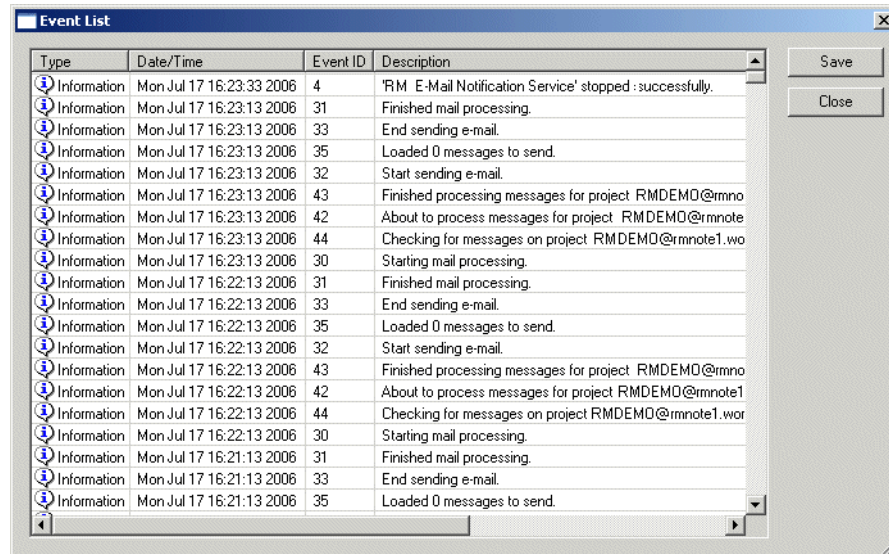 Event List
Type Date/Time Event ID Description
Information Mon Jul 17 16:23:33 2006 4 'RM E-Mail Notification Service' stopped :successfully.
Information Mon Jul 17 16:23:13 2006 31 Finished mail processing.
Information Mon Jul 17 16:23:13 2006 33 End sending e-mail.
Information Mon Jul 17 16:23:13 2006 35 Loaded 0 messages to send.
Information Mon Jul 17 16:23:13 2006 32 Start sending e-mail.
Information Mon Jul 17 16:23:13 2006 43 Finished processing messages for project RMDEMO@rmno
Information Mon Jul 17 16:23:13 2006 42 About to process messages for project RMDEMO@rmnote
Information Mon Jul 17 16:23:13 2006 44 Checking for messages on project RMDEMO@rmnote1.wo
Information Mon Jul 17 16:23:13 2006 30 Starting mail processing.
Information Mon Jul 17 16:22:13 2006 31 Finished mail processing.
Information Mon Jul 17 16:22:13 2006 33 End sending e-mail.
Information Mon Jul 17 16:22:13 2006 35 Loaded 0 messages to send.
Information Mon Jul 17 16:22:13 2006 32 Start sending e-mail.
Information Mon Jul 17 16:22:13 2006 43 Finished processing messages for project RMDEMO@rmno
Information Mon Jul 17 16:22:13 2006 42 About to process messages for project RMDEMO@rmnote1
Information Mon Jul 17 16:22:13 2006 44 Checking for messages on project RMDEMO@rmnote1.wor
Information Mon Jul 17 16:22:13 2006 30 Starting mail processing.
Information Mon Jul 17 16:21:13 2006 31 Finished mail processing.
Information Mon Jul 17 16:21:13 2006 33 End sending e-mail.
Information Mon Jul 17 16:21:13 2006 35 Loaded 0 messages to send.
Save
Close